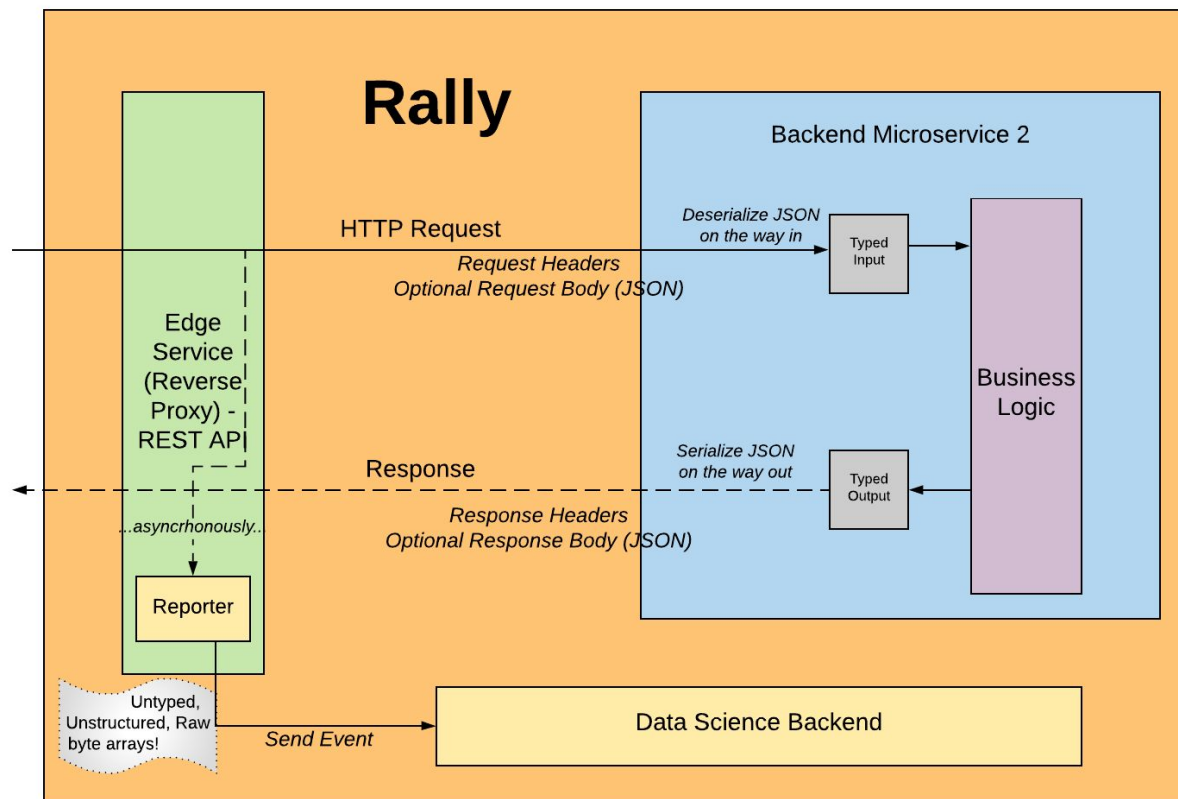 Rally
Backend Microservice 2
Deserialize JSON
on the way in
HTTP Request
Typed
Input
Request Headers
Optional Request Body (JSON)
Edge
Service
(Reverse
Proxy) -
REST API
Business
Logic
Serialize JSON
on the way out
Response
Typed
Output
Response Headers
Optional Response Body (JSON)
...asyncrhonously...
Reporter
Untyped,
Unstructured, Raw
byte arrays!
Send Event
Data Science Backend